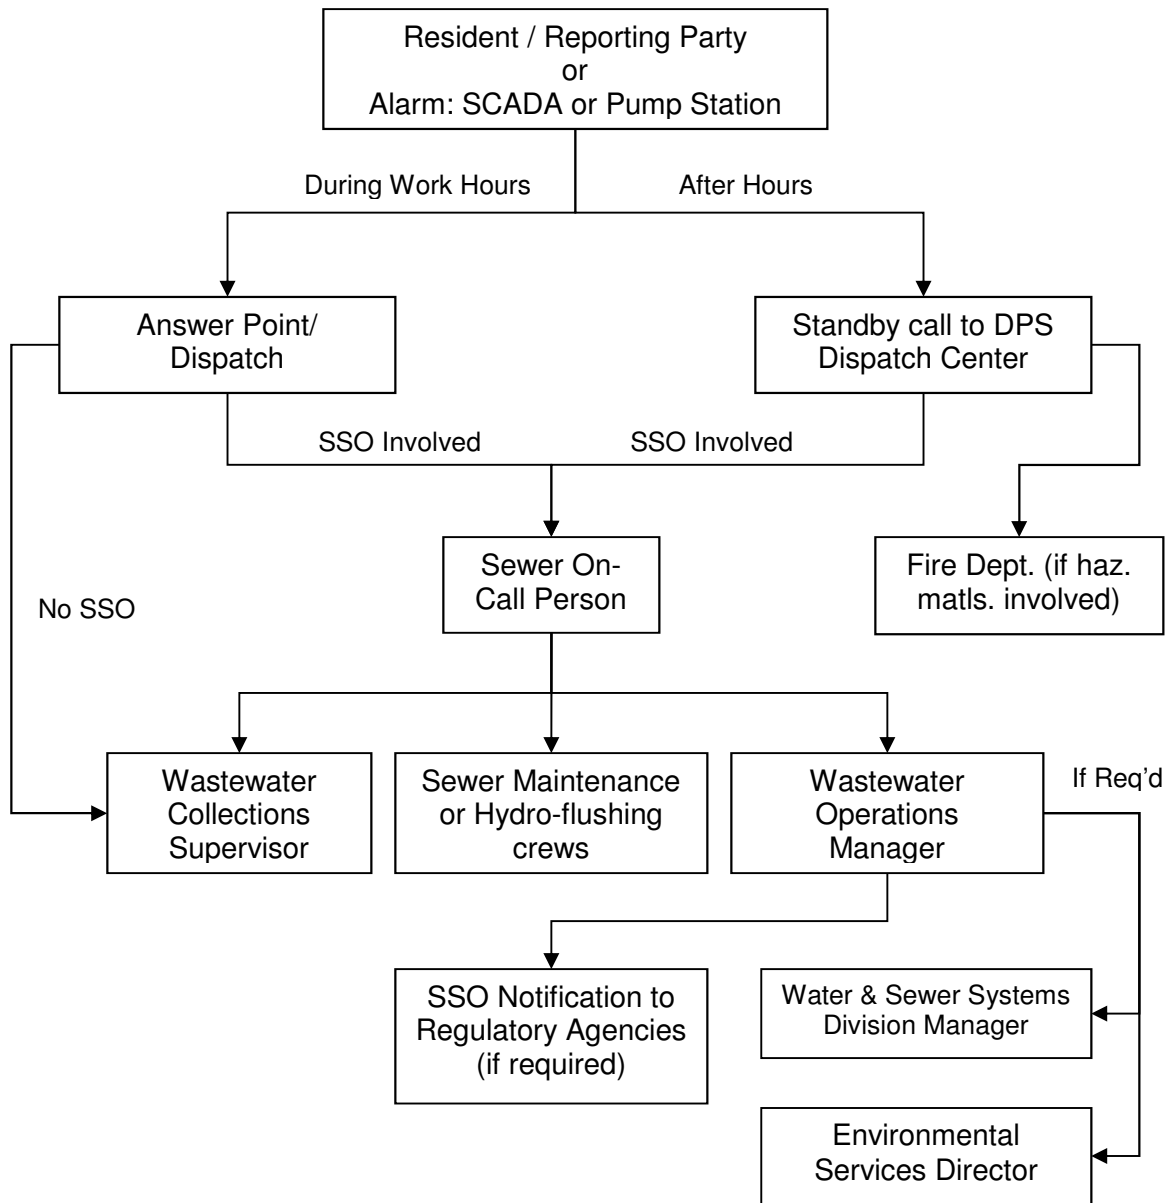 Resident / Reporting Party
or
Alarm: SCADA or Pump Station
During Work Hours
After Hours
Answer Point/
Dispatch
Standby call to DPS
Dispatch Center
SSO Involved
SSO Involved
Sewer On-
Call Person
Fire Dept. (if haz.
matls. involved)
No SSO
Wastewater
Collections
Supervisor
Sewer Maintenance
or Hydro-flushing
crews
Wastewater
Operations
Manager
If Req'd
SSO Notification to
Regulatory Agencies
(if required)
Water & Sewer Systems
Division Manager
Environmental
Services Director